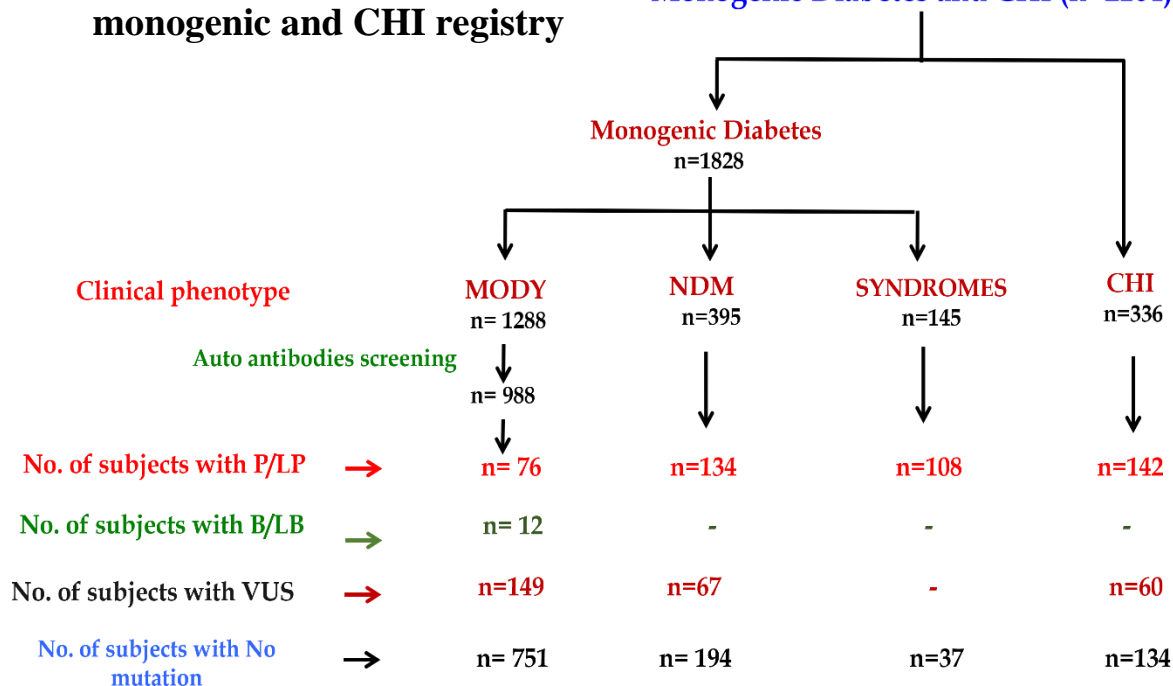 monogenic and CHI registry
Monogenic Diabetes
n=1828
Clinical phenotype
MODY
n= 1288
NDM
n=395
SYNDROMES
n=145
CHI
n=336
Auto antibodies screening
n= 988
No. of subjects with P/LP
n= 76
n=134
n=108
n=142
No. of subjects with B/LB
n= 12
-
-
-
No. of subjects with VUS
n=149
n=67
-
n=60
No. of subjects with No
mutation
n= 751
n= 194
n=37
n=134